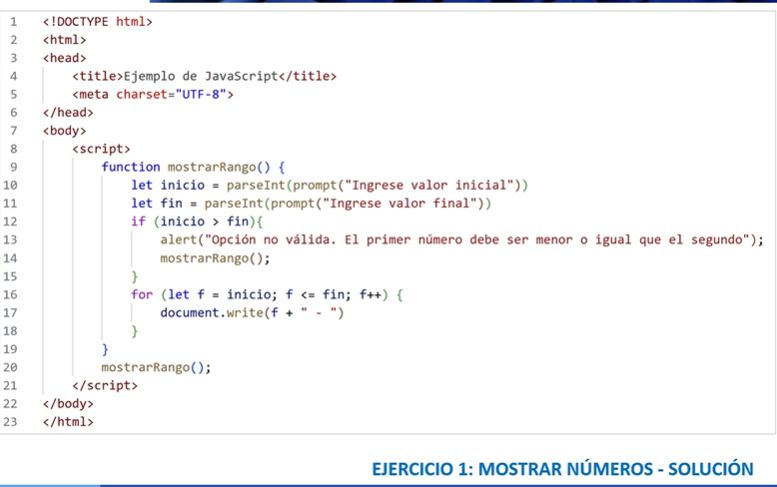 1 <!DOCTYPE html>
2 <html>
3 <head>
4 <title>Ejemplo de JavaScript</title>
5 <meta charset="UTF-8">
6 </head>
7 <body>
8 <script>
9 function mostrarRango() {
10 let inicio = parseInt(prompt("Ingrese valor inicial"))
11 let fin = parseInt(prompt("Ingrese valor final"))
12 if (inicio > fin){
13 alert("Opción no válida. El primer número debe ser menor o igual que el segundo");
14 mostrarRango();
15 }
16 for (let f = inicio; f <= fin; f++) {
17 document.write(f + " - ")
18 }
19 }
20 mostrarRango();
21 </script>
22 </body>
23 </html>
EJERCICIO 1: MOSTRAR NÚMEROS - SOLUCIÓN